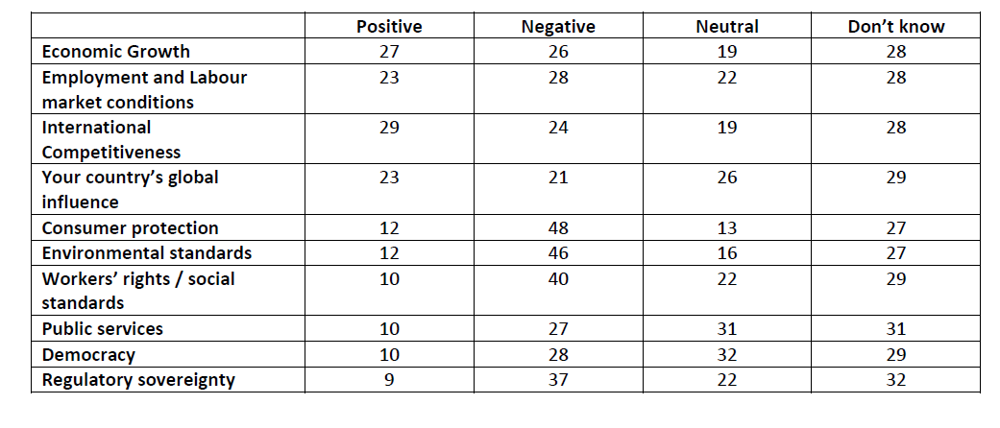 Positive Negative Neutral Don’t know
Economic Growth 27 26 19 28
Employment and Labour 23 28 22 28
market conditions
International 29 24 19 28
Competitiveness
Your country’s global 23 21 26 29
influence
Consumer protection 12 48 13 27
Environmental standards 12 46 16 27
Workers’ rights / social 10 40 22 29
standards
Public services 10 27 31 31
Democracy 10 28 32 29
Regulatory sovereignty 9 37 22 32